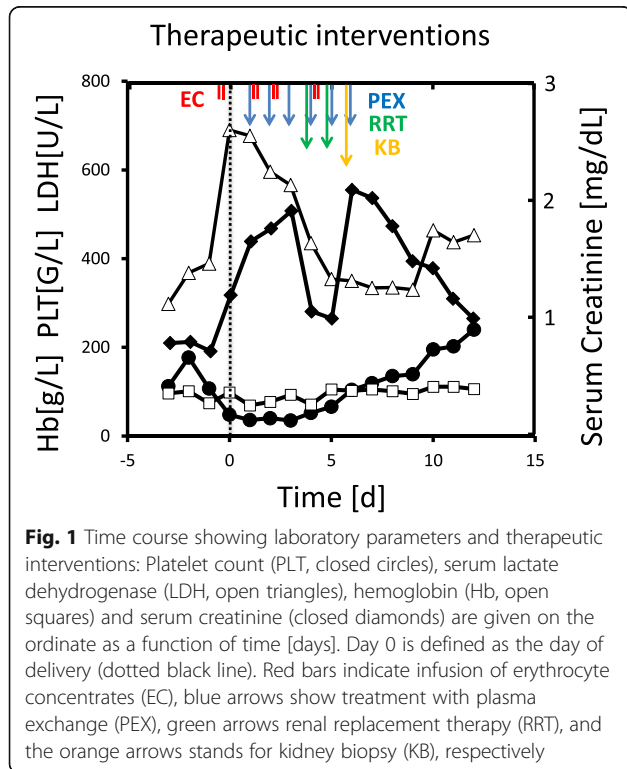 Therapeutic interventions
800
600
400
200
0
-5
0
5
10
15
3
2
1
EC
PEX
RRT
KB
Hb[g/L] PLT[G/L] LDH[U/L]
Serum Creatinine [mg/dL]
Time [d]
Fig. 1 Time course showing laboratory parameters and therapeutic
interventions: Platelet count (PLT, closed circles), serum lactate
dehydrogenase (LDH, open triangles), hemoglobin (Hb, open
squares) and serum creatinine (closed diamonds) are given on the
ordinate as a function of time [days]. Day 0 is defined as the day of
delivery (dotted black line). Red bars indicate infusion of erythrocyte
concentrates (EC), blue arrows show treatment with plasma
exchange (PEX), green arrows renal replacement therapy (RRT), and
the orange arrows stands for kidney biopsy (KB), respectively